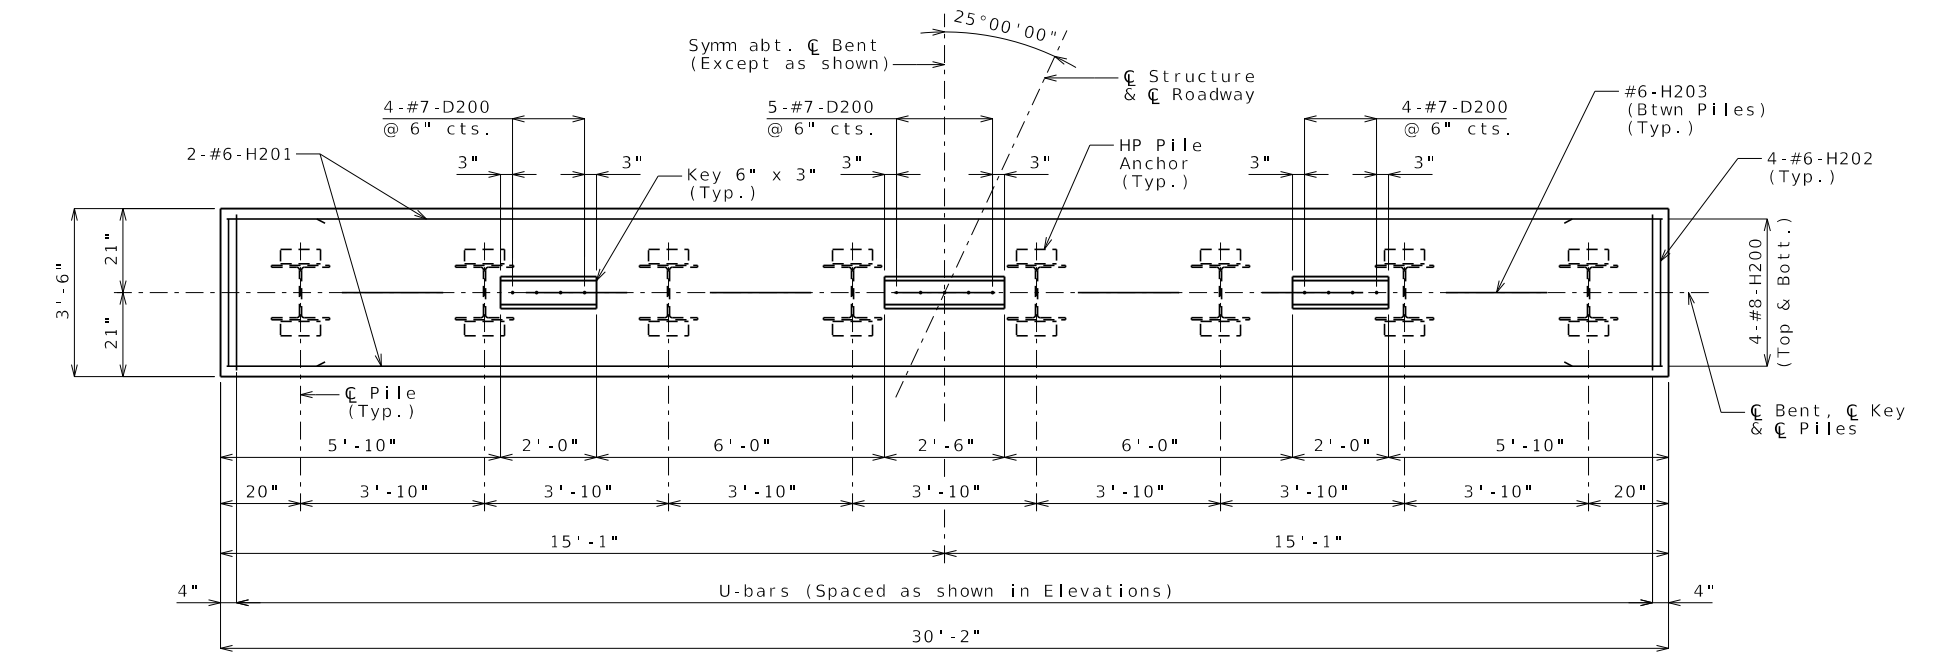 25°00'00"
Symm abt. ℄ Bent
(Except as shown)
℄ Structure
& ℄ Roadway
4-#7-D200
@ 6" cts.
5-#7-D200
@ 6" cts.
4-#7-D200
@ 6" cts.
#6-H203
(Btwn Piles)
(Typ.)
2-#6-H201
3"
3"
Key 6" x 3"
(Typ.)
3"
3"
HP Pile
Anchor
(Typ.)
3"
3"
4-#6-H202
(Typ.)
3'-6"
21"
21"
4-#8-H200
(Top & Bott.)
℄ Pile
(Typ.)
℄ Bent, ℄ Key
& ℄ Piles
5'-10"
2'-0"
6'-0"
2'-6"
6'-0"
2'-0"
5'-10"
20"
3'-10"
3'-10"
3'-10"
3'-10"
3'-10"
3'-10"
3'-10"
20"
15'-1"
15'-1"
4"
U-bars (Spaced as shown in Elevations)
4"
30'-2"